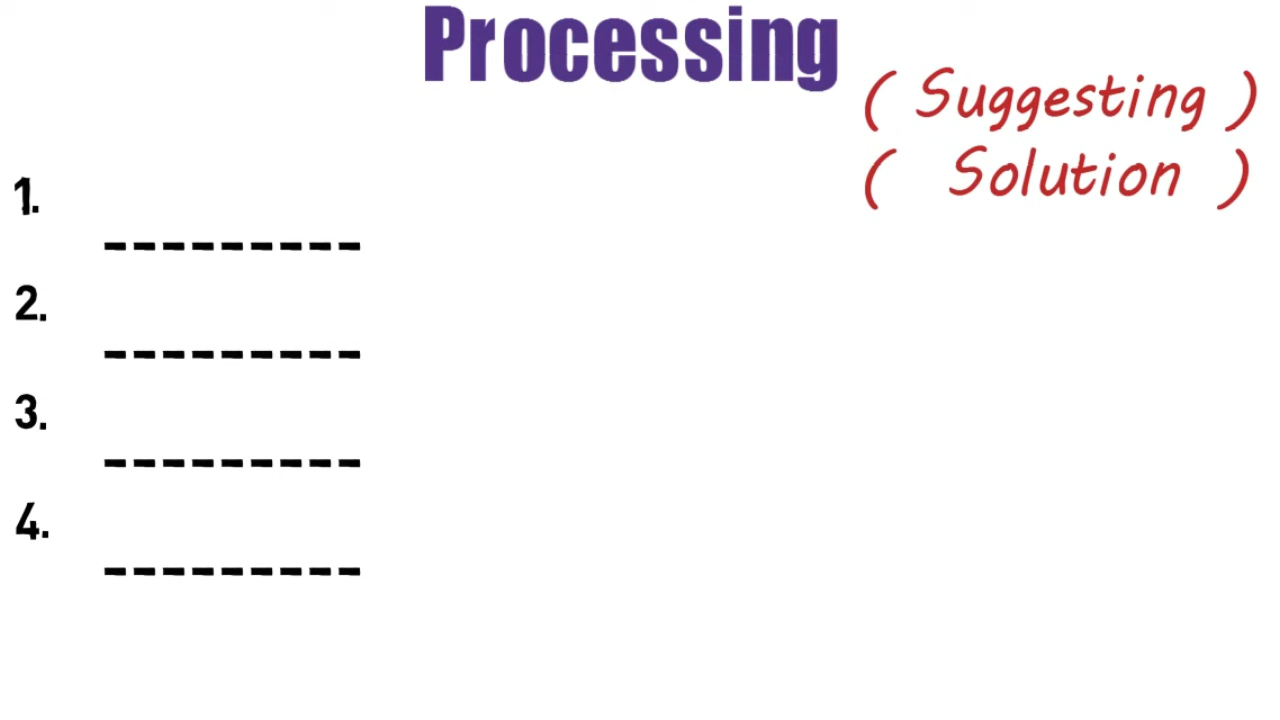 Processing
( Suggesting )
( Solution )
1.
---------
2.
---------
3.
---------
4.
---------